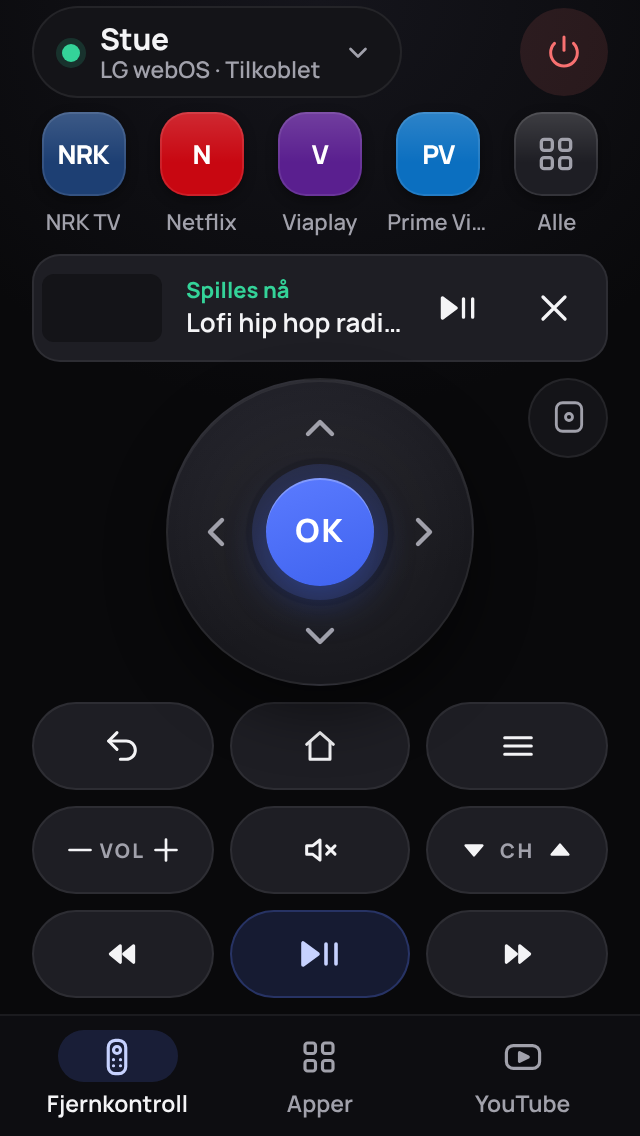 Stue
LG webOS · Tilkoblet
NRK
N
V
PV
NRK TV
Netflix
Viaplay
Prime Vi...
Alle
Spilles nå
Lofi hip hop radi...
OK
VOL
CH
Fjernkontroll
Apper
YouTube